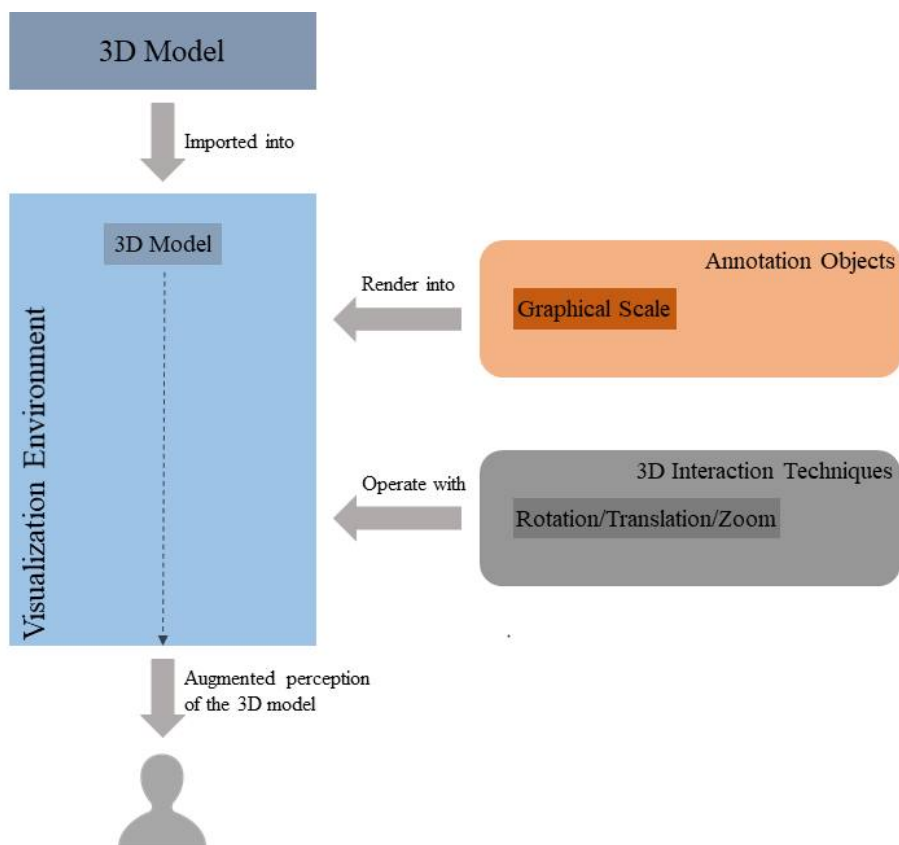 3D Model
Imported into
3D Model
Visualization Environment
Render into
Annotation Objects
Graphical Scale
Operate with
3D Interaction Techniques
Rotation/Translation/Zoom
.
Augmented perception
of the 3D model